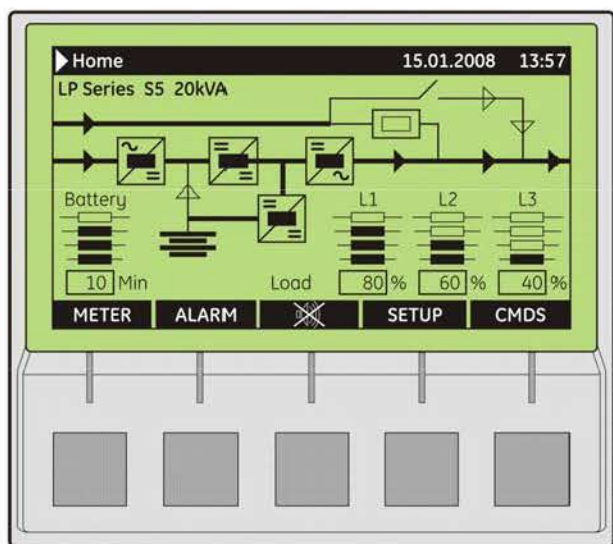 Home 15.01.2008 13:57
LP Series S5 20kVA
Battery L1 L2 L3
10 Min Load 80 % 60 % 40 %
METER ALARM SETUP CMDS